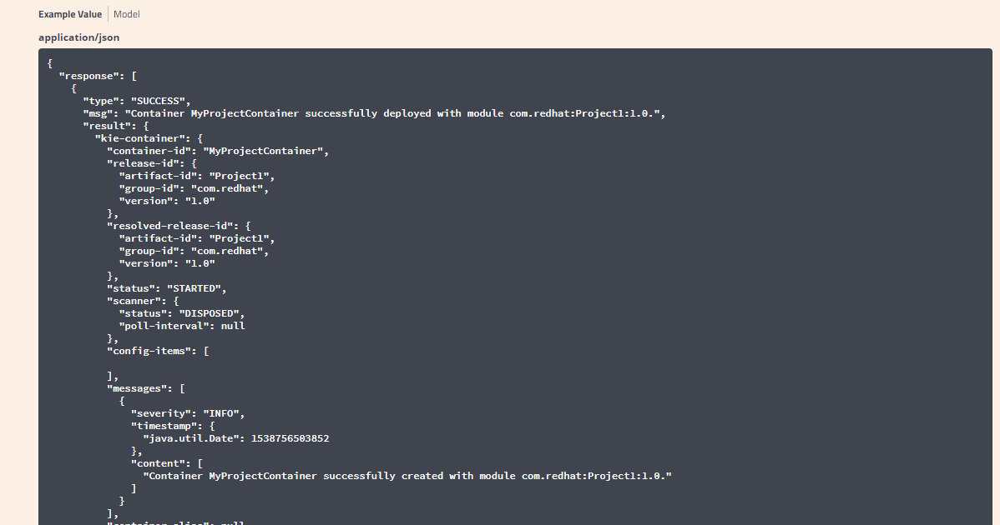 Example Value | Model
application/json
{
  "response": [
    {
      "type": "SUCCESS",
      "msg": "Container MyProjectContainer successfully deployed with module com.redhat:Project1:1.0.",
      "result": {
        "kie-container": {
          "container-id": "MyProjectContainer",
          "release-id": {
            "artifact-id": "Project1",
            "group-id": "com.redhat",
            "version": "1.0"
          },
          "resolved-release-id": {
            "artifact-id": "Project1",
            "group-id": "com.redhat",
            "version": "1.0"
          },
          "status": "STARTED",
          "scanner": {
            "status": "DISPOSED",
            "poll-interval": null
          },
          "config-items": [
          ],
          "messages": [
            {
              "severity": "INFO",
              "timestamp": {
                "java.util.Date": 1538756503852
              },
              "content": [
                "Container MyProjectContainer successfully created with module com.redhat:Project1:1.0."
              ]
            }
          ],